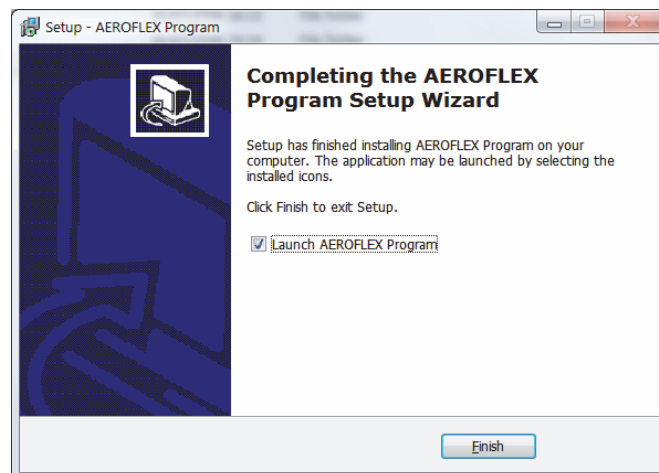 Setup - AEROFLEX Program
Completing the AEROFLEX
Program Setup Wizard
Setup has finished installing AEROFLEX Program on your
computer. The application may be launched by selecting the
installed icons.
Click Finish to exit Setup.
Launch AEROFLEX Program
Finish